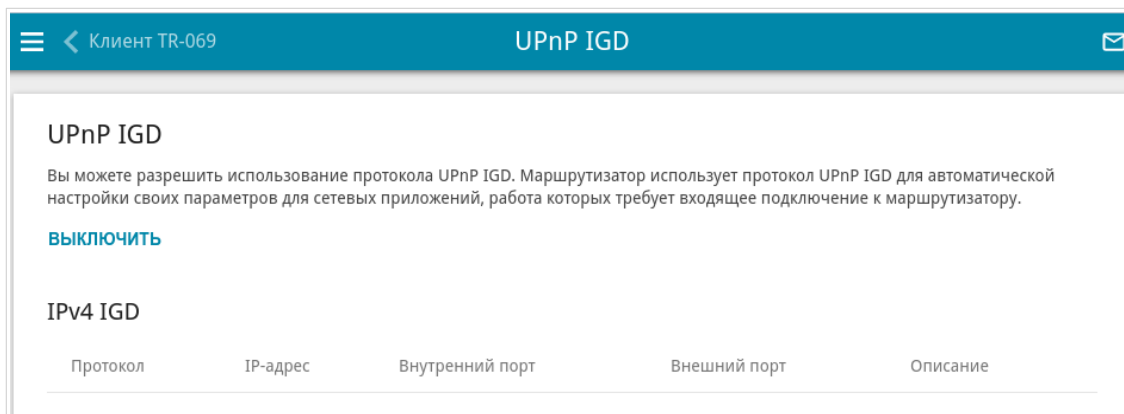 Клиент TR-069 UPnP IGD
UPnP IGD
Вы можете разрешить использование протокола UPnP IGD. Маршрутизатор использует протокол UPnP IGD для автоматической
настройки своих параметров для сетевых приложений, работа которых требует входящее подключение к маршрутизатору.
ВЫКЛЮЧИТЬ
IPv4 IGD
Протокол IP-адрес Внутренний порт Внешний порт Описание